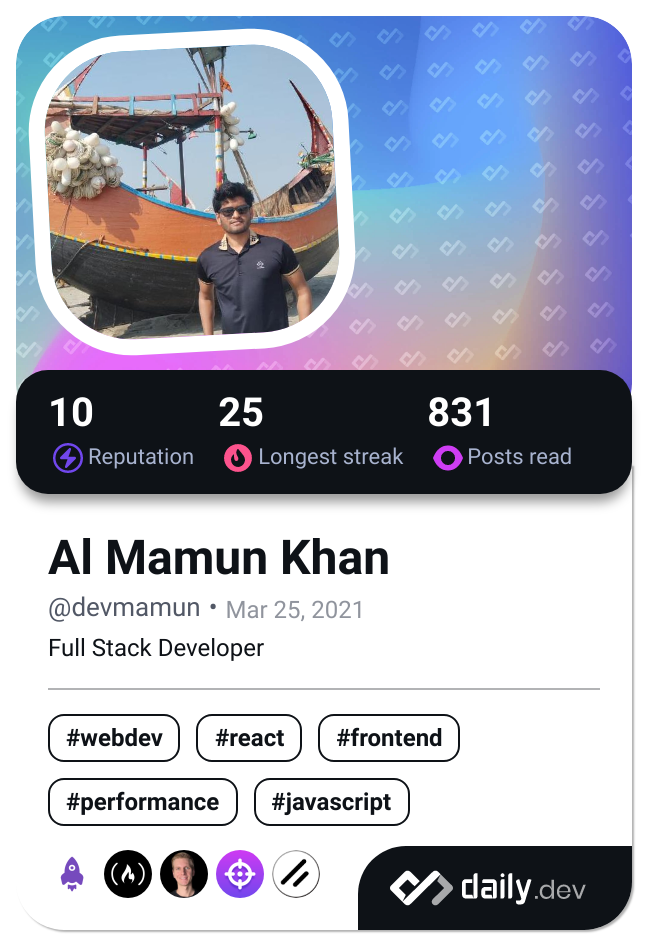 10 25 831
Reputation Longest streak Posts read
Al Mamun Khan
@devmamun • Mar 25, 2021
Full Stack Developer
#webdev #react #frontend
#performance #javascript
daily.dev